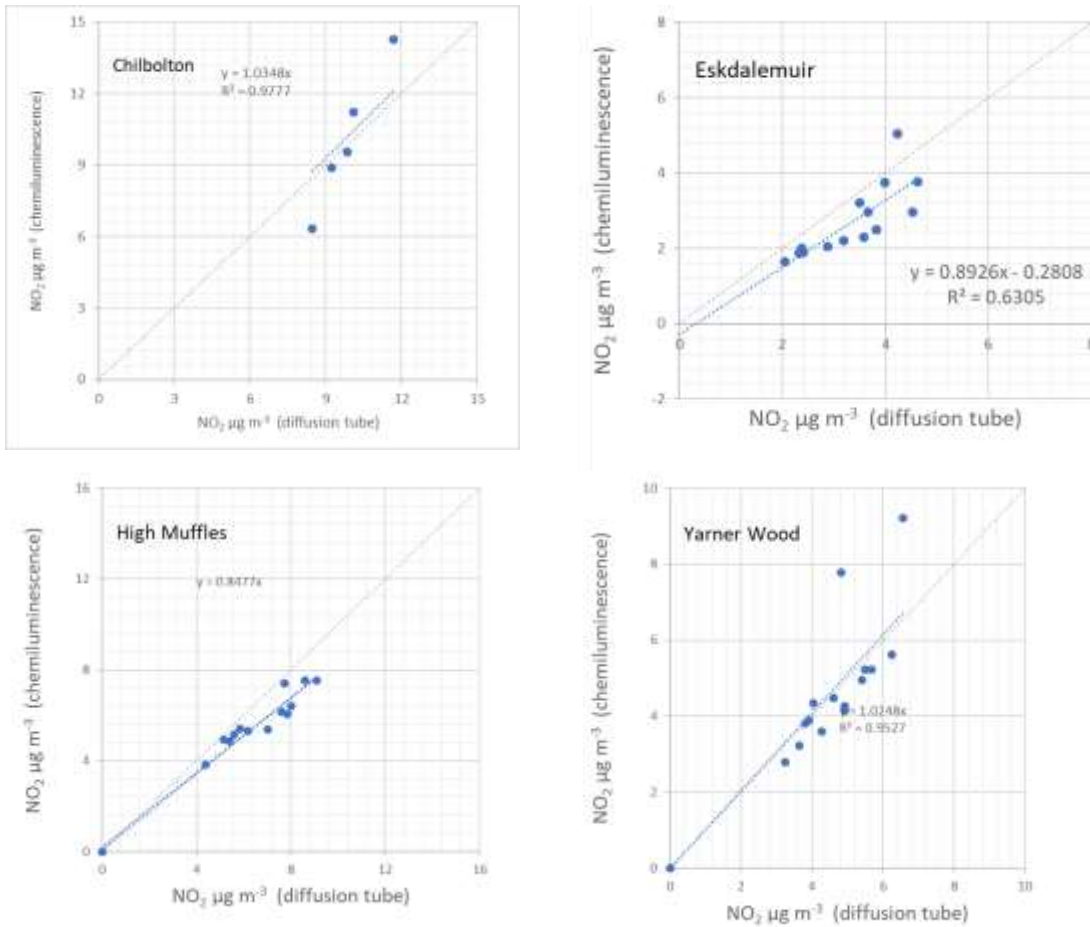 Chilbolton
y = 1.0348x
R² = 0.9777
NO₂ µg m⁻³ (chemiluminescence)
15
12
9
6
3
0
0 3 6 9 12 15
NO₂ µg m⁻³ (diffusion tube)
Eskdalemuir
NO₂ µg m⁻³ (chemiluminescence)
8
6
4
2
0
-2
0 2 4 6 8
y = 0.8926x - 0.2808
R² = 0.6305
NO₂ µg m⁻³ (diffusion tube)
High Muffles
y = 0.8477x
NO₂ µg m⁻³ (chemiluminescence)
16
12
8
4
0
0 4 8 12 16
NO₂ µg m⁻³ (diffusion tube)
Yarner Wood
NO₂ µg m⁻³ (chemiluminescence)
10
8
6
4
2
0
y = 1.0248x
R² = 0.9527
0 2 4 6 8 10
NO₂ µg m⁻³ (diffusion tube)